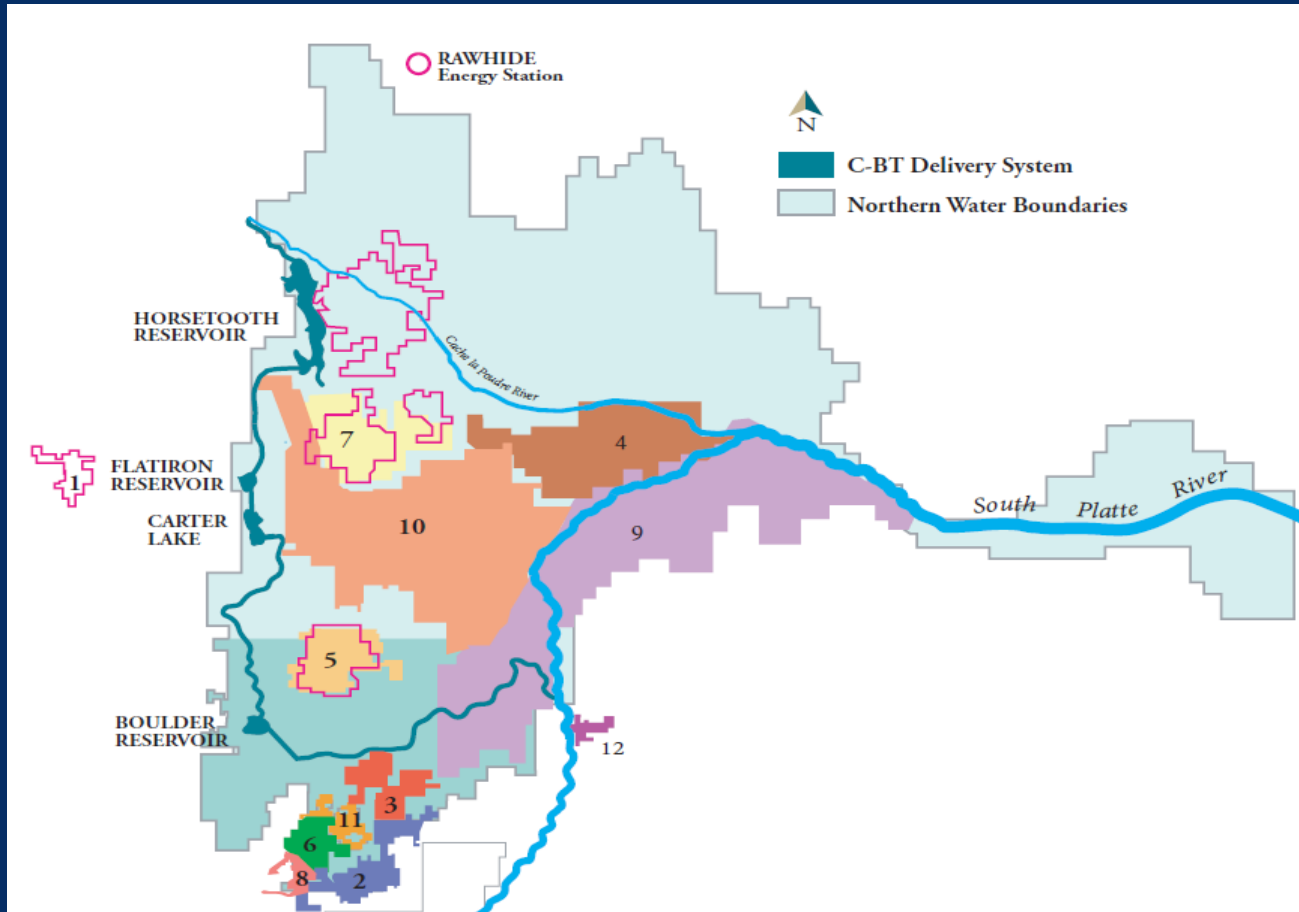 RAWHIDE
Energy Station
N
C-BT Delivery System
Northern Water Boundaries
HORSETOOTH
RESERVOIR
Cache la Poudre River
7
4
1
FLATIRON
RESERVOIR
CARTER
LAKE
10
9
South Platte River
5
BOULDER
RESERVOIR
12
3
11
6
8
2